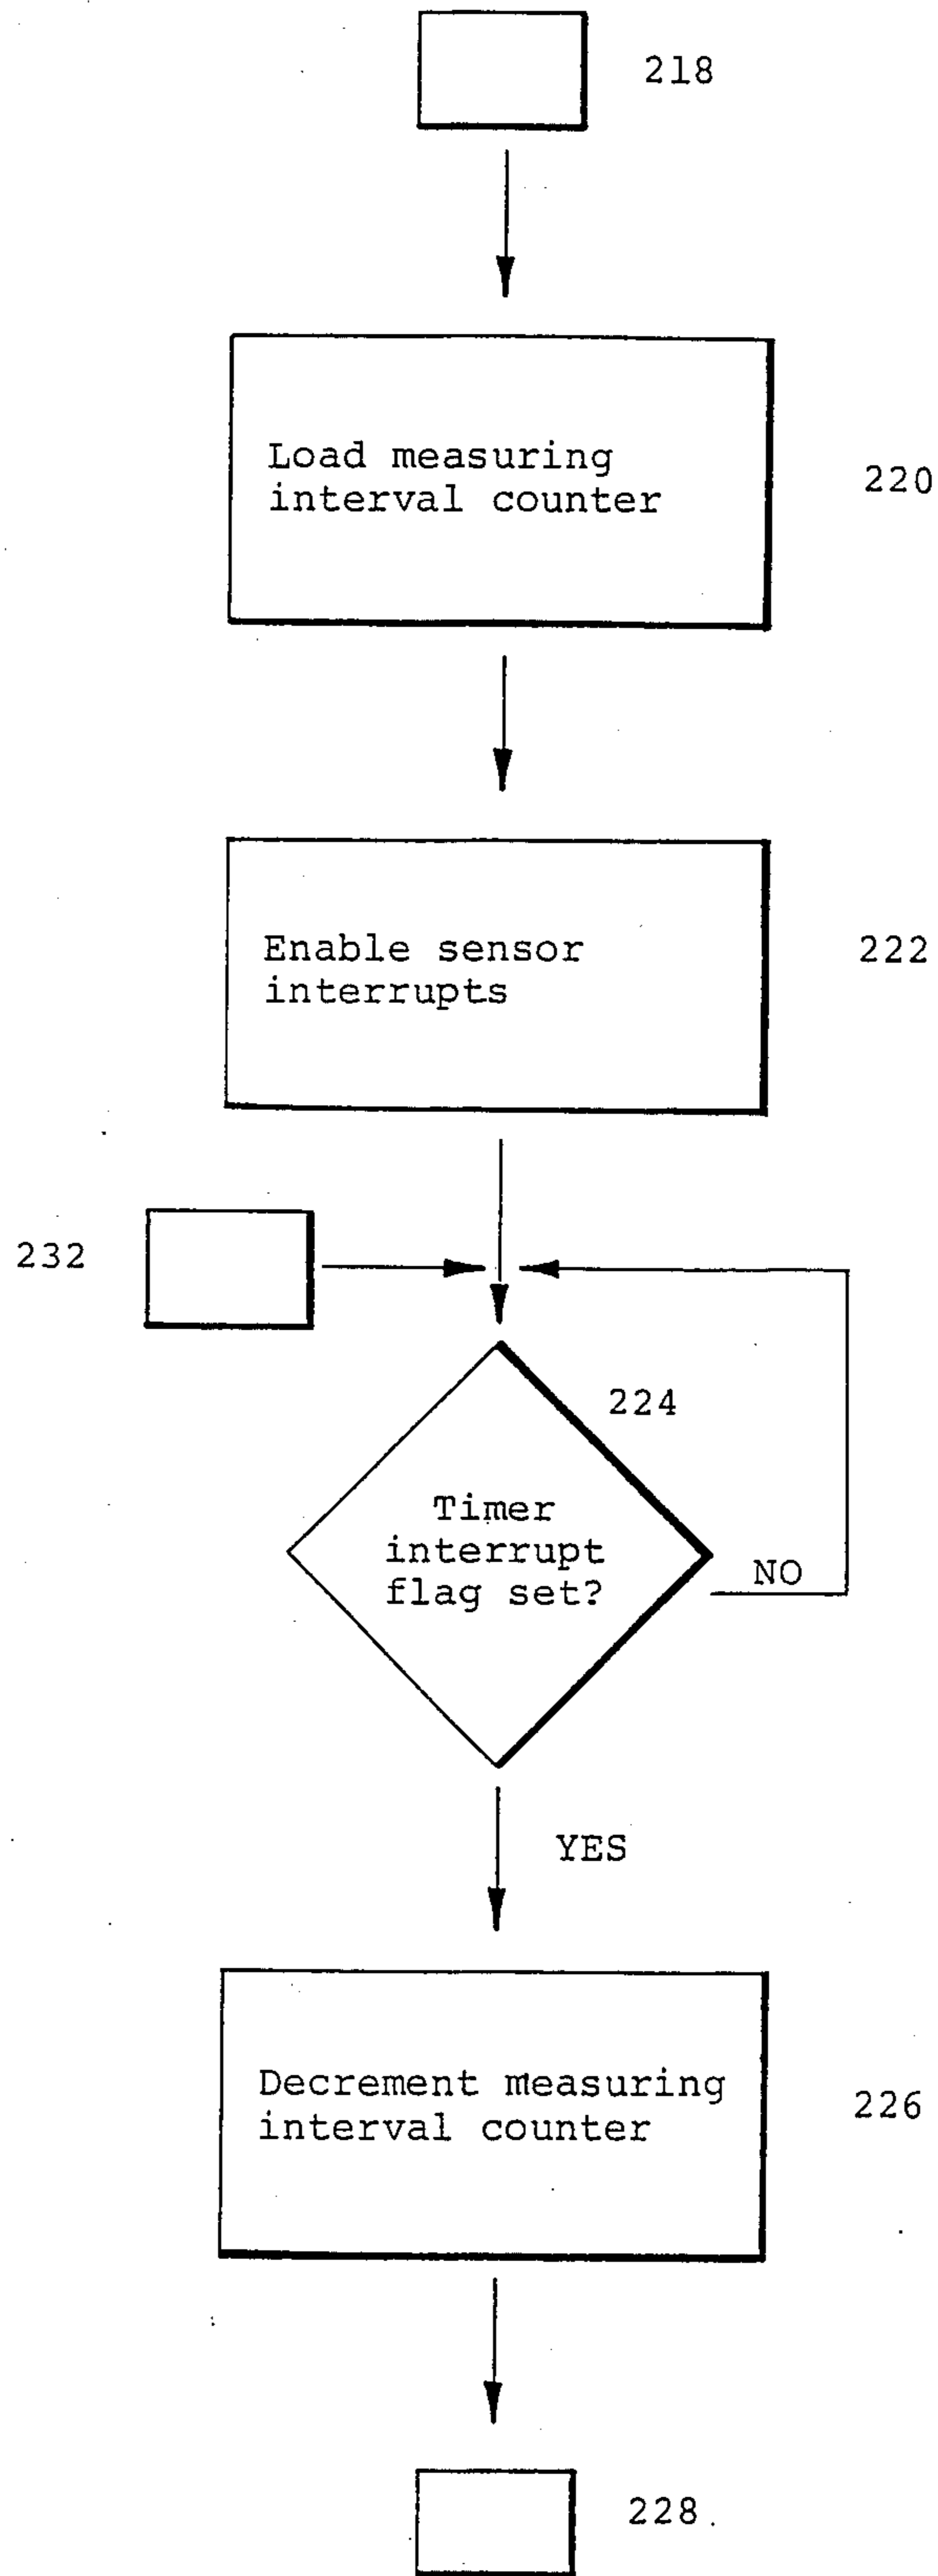 218
Load measuring
interval counter
220
Enable sensor
interrupts
222
232
224
Timer
interrupt
flag set?
NO
YES
Decrement measuring
interval counter
226
228